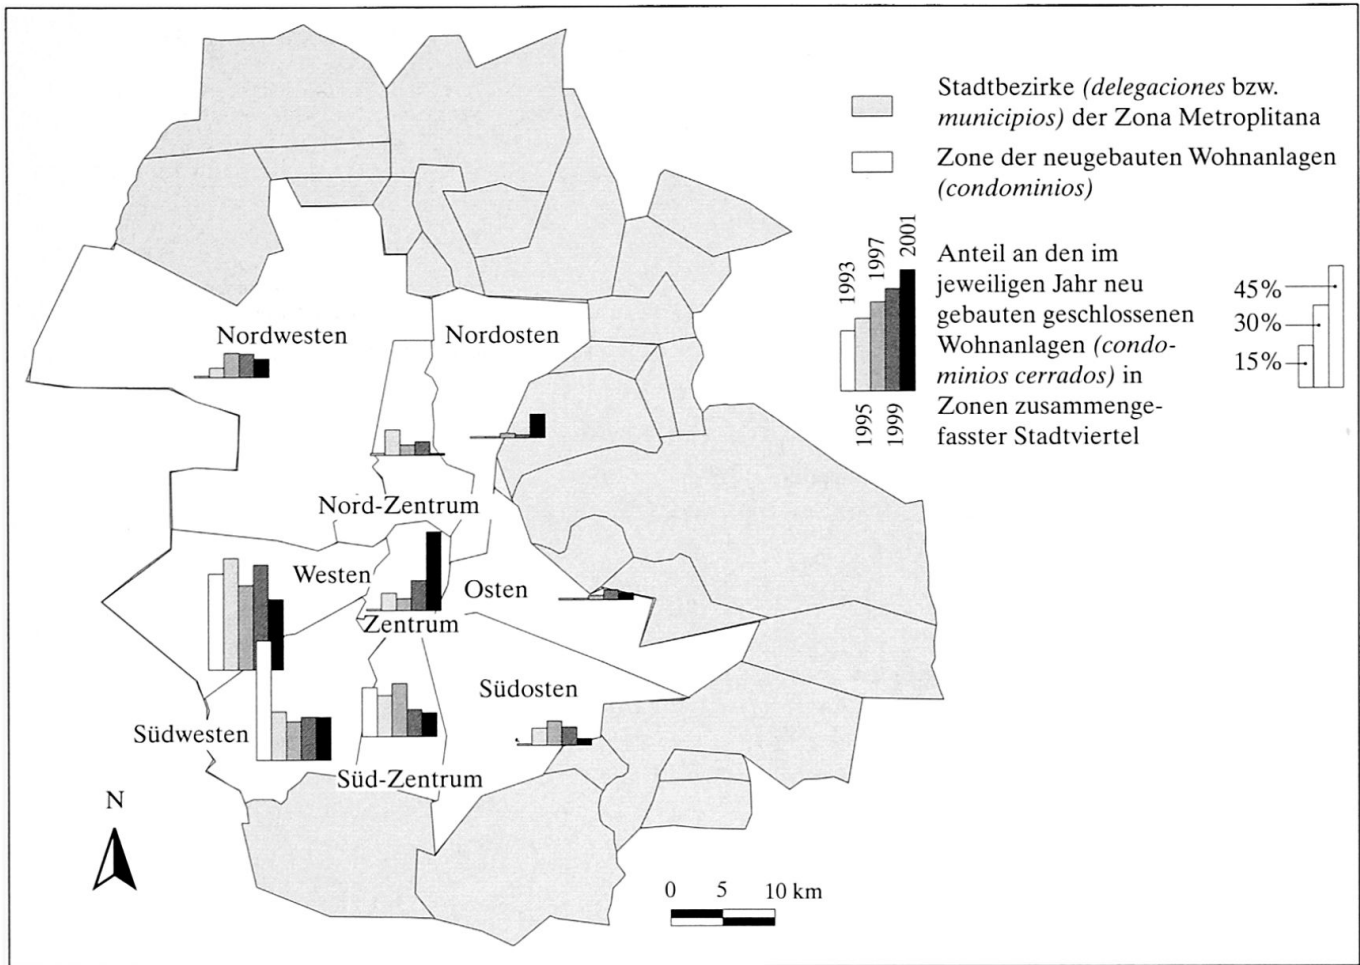 Stadtbezirke (delegaciones bzw.
municipios) der Zona Metroplitana
Zone der neugebauten Wohnanlagen
(condominios)
1993
1995
1997
1999
2001
Anteil an den im
jeweiligen Jahr neu
gebauten geschlossenen
Wohnanlagen (condo-
minios cerrados) in
Zonen zusammenge-
fasster Stadtviertel
45%
30%
15%
Nordwesten
Nordosten
Nord-Zentrum
Westen
Osten
Zentrum
Südosten
Südwesten
Süd-Zentrum
N
0 5 10 km